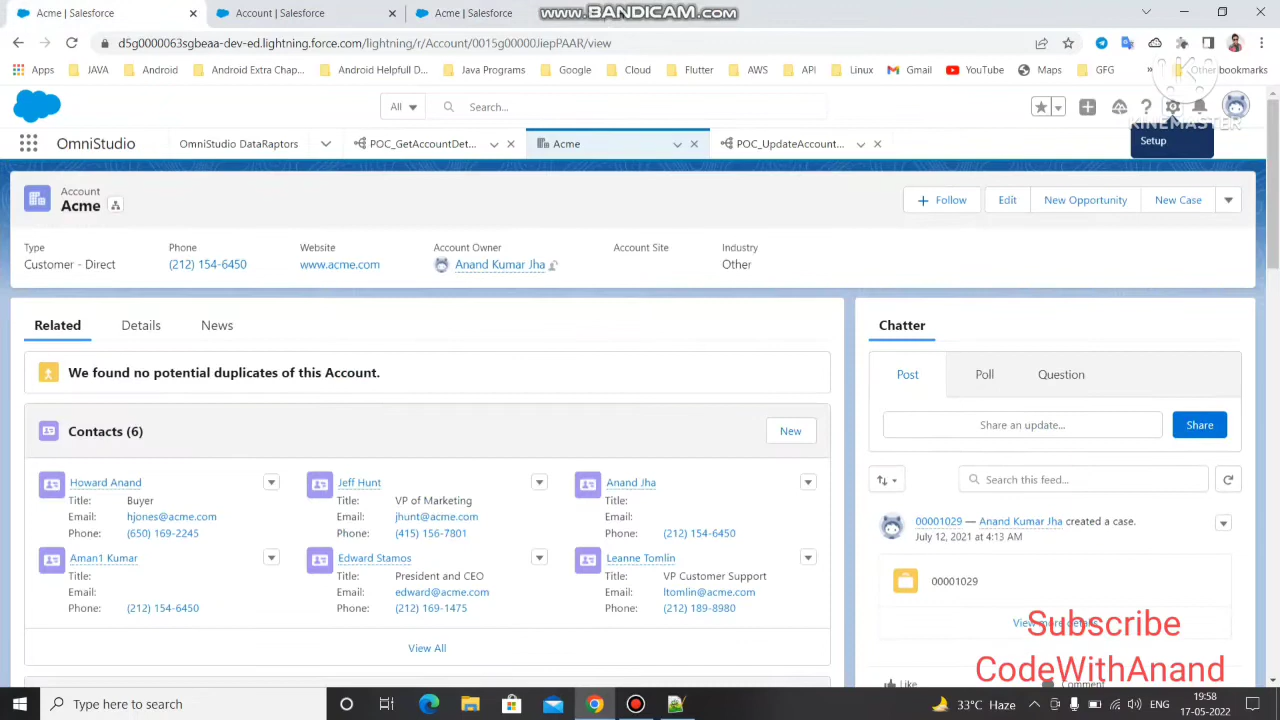 Acme | Salesforce
Account | Salesforce
Acme | Salesforce
www.BANDICAM.com
d5g0000063sgbeaa-dev-ed.lightning.force.com/lightning/r/Account/0015g00000JiepPAAR/view
Apps JAVA Android Android Extra Chap... Android Helpfull D... Java Programs Google Cloud Flutter AWS API Linux Gmail YouTube Maps GFG » Other bookmarks
All Search...
KINEMASTER
Setup
OmniStudio OmniStudio DataRaptors POC_GetAccountDet... Acme POC_UpdateAccount...
Account
Acme
Follow Edit New Opportunity New Case
Type Phone Website Account Owner Account Site Industry
Customer - Direct (212) 154-6450 www.acme.com Anand Kumar Jha Other
Related Details News
We found no potential duplicates of this Account.
Contacts (6) New
Howard Anand
Title: Buyer
Email: hjones@acme.com
Phone: (650) 169-2245
Jeff Hunt
Title: VP of Marketing
Email: jhunt@acme.com
Phone: (415) 156-7801
Anand Jha
Title:
Email:
Phone: (212) 154-6450
Aman1 Kumar
Title:
Email:
Phone: (212) 154-6450
Edward Stamos
Title: President and CEO
Email: edward@acme.com
Phone: (212) 169-1475
Leanne Tomlin
Title: VP Customer Support
Email: ltomlin@acme.com
Phone: (212) 189-8980
View All
Chatter
Post Poll Question
Share an update... Share
Search this feed...
00001029 — Anand Kumar Jha created a case.
July 12, 2021 at 4:13 AM
00001029
View more details
Subscribe
CodeWithAnand
Like Comment
Type here to search
33°C Haze
ENG
19:58
17-05-2022